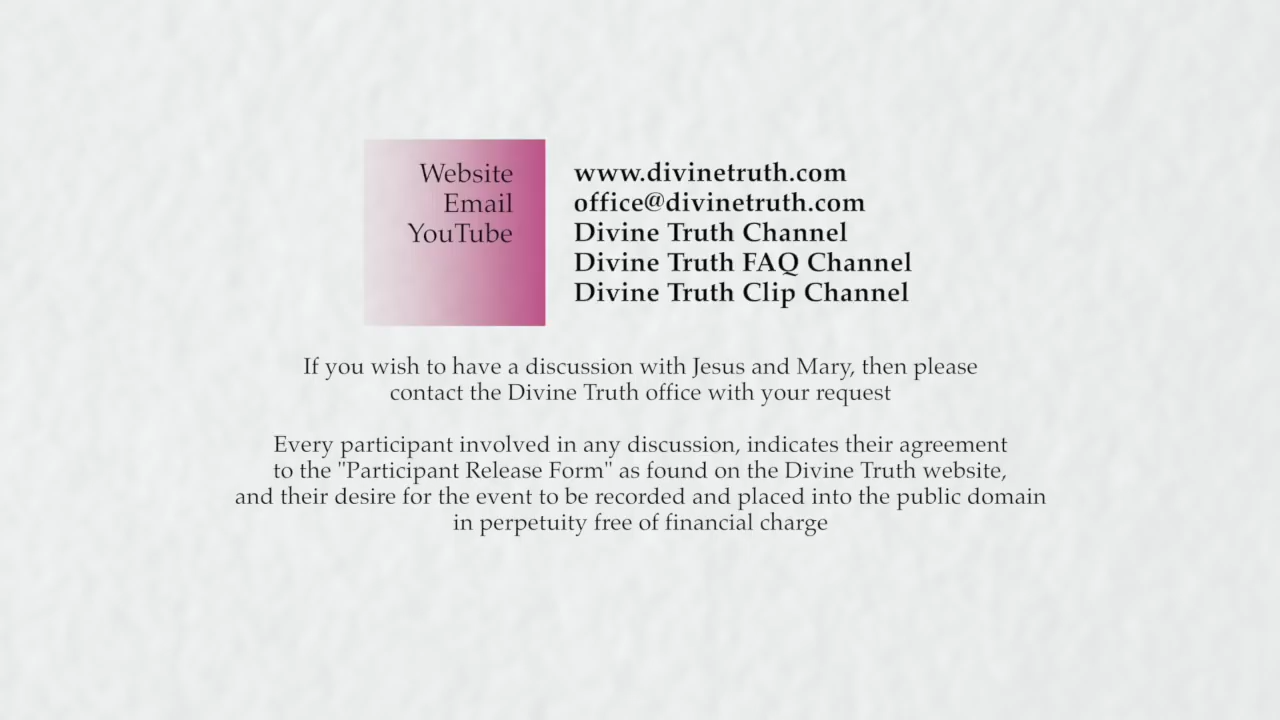 Website www.divinetruth.com
Email office@divinetruth.com
YouTube Divine Truth Channel
Divine Truth FAQ Channel
Divine Truth Clip Channel
If you wish to have a discussion with Jesus and Mary, then please
contact the Divine Truth office with your request
Every participant involved in any discussion, indicates their agreement
to the "Participant Release Form" as found on the Divine Truth website,
and their desire for the event to be recorded and placed into the public domain
in perpetuity free of financial charge